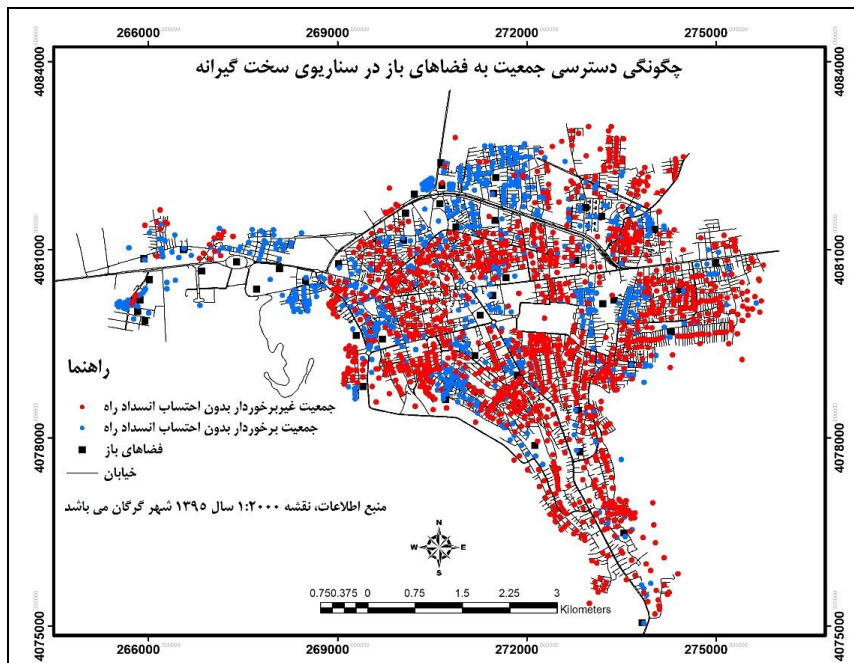 266000 269000 272000 275000
4084000 4084000
چگونگی دسترسی جمعیت به فضاهای باز در سناریوی سخت گیرانه
4081000 4081000
راهنما
جمعیت غیربرخوردار بدون احتساب انسداد راه
جمعیت برخوردار بدون احتساب انسداد راه
فضاهای باز
خیابان
4078000 4078000
منبع اطلاعات، نقشه ۱:۲۰۰۰ سال ۱۳۹۵ شهر گرگان می باشد
N
W E
S
0.750.375 0 0.75 1.5 2.25 3
Kilometers
4075000 4075000
266000 269000 272000 275000